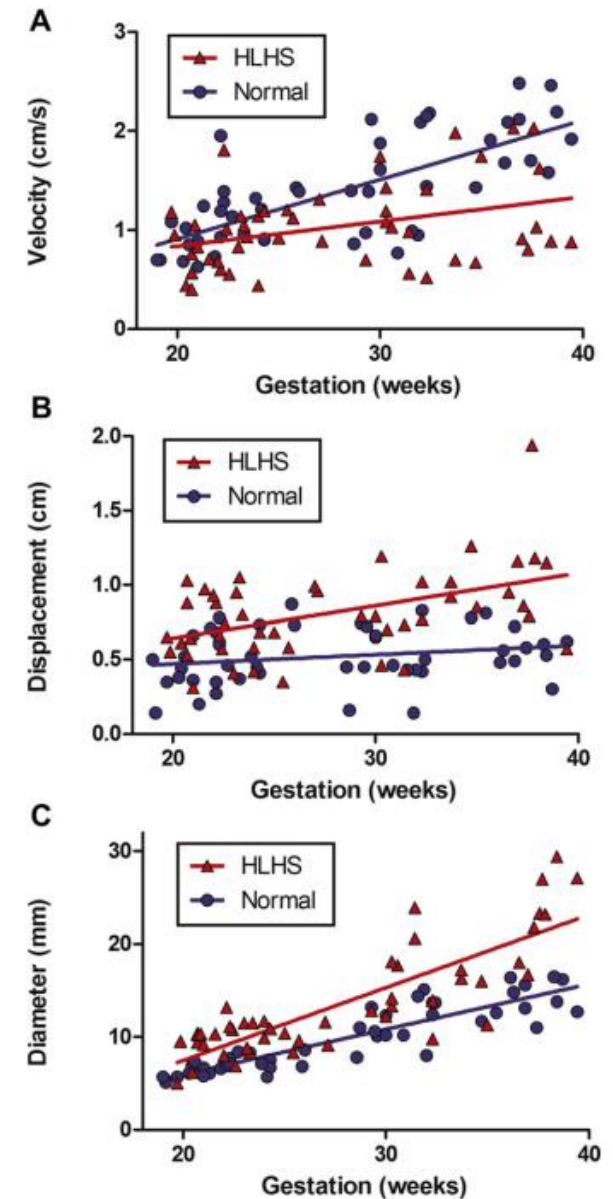 A
Velocity (cm/s)
3
2
1
0
HLHS
Normal
20 30 40
Gestation (weeks)
B
Displacement (cm)
2.0
1.5
1.0
0.5
0.0
HLHS
Normal
20 30 40
Gestation (weeks)
C
Diameter (mm)
30
20
10
0
HLHS
Normal
20 30 40
Gestation (weeks)